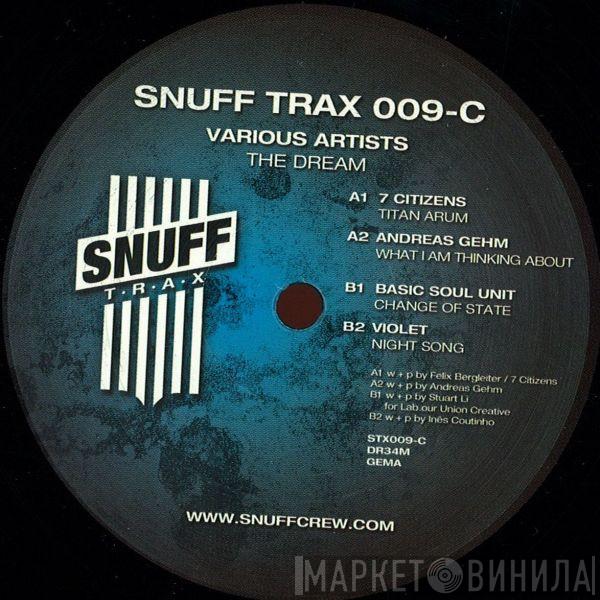 SNUFF TRAX 009-C
VARIOUS ARTISTS
THE DREAM
A1 7 CITIZENS
TITAN ARUM
A2 ANDREAS GEHM
WHAT I AM THINKING ABOUT
B1 BASIC SOUL UNIT
CHANGE OF STATE
B2 VIOLET
NIGHT SONG
SNUFF
T·R·A·X
A1 w + p by Felix Bergleiter / 7 Citizens
A2 w + p by Andreas Gehm
B1 w + p by Stuart Li
for Lab.our Union Creative
B2 w + p by Inês Coutinho
STX009-C
DR34M
GEMA
WWW.SNUFFCREW.COM
МАРКЕТ ВИНИЛА